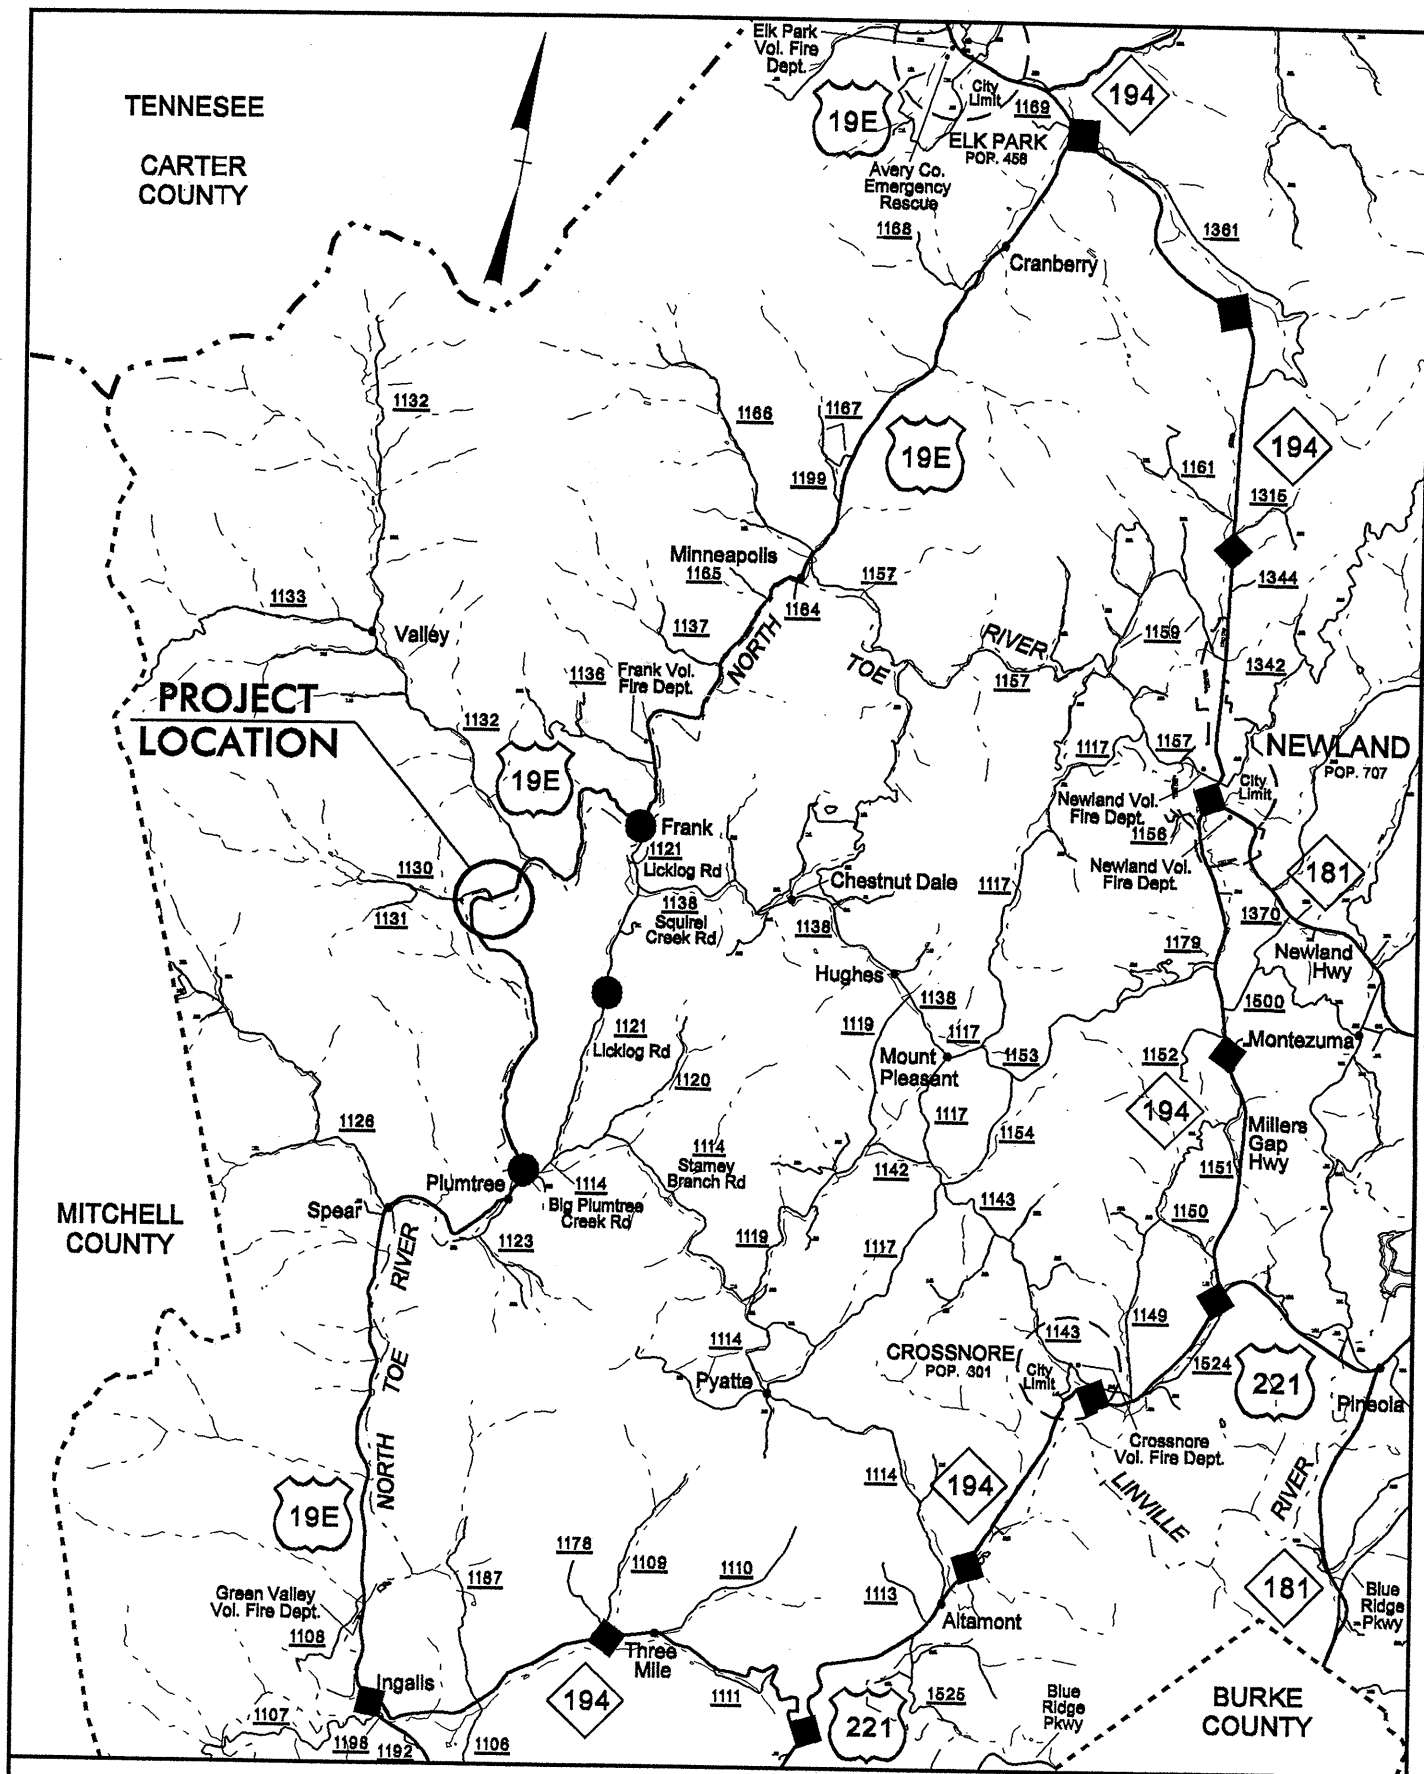 Elk Park
Vol. Fire
Dept.
TENNESEE
CARTER
COUNTY
19E
City
Limit
1169
194
ELK PARK
POP. 458
Avery Co.
Emergency
Rescue
1168
1361
Cranberry
1132
1166
1167
19E
194
1199
1161
1315
Minneapolis
1165
1157
1344
1164
1133
Valley
1137
NORTH
TOE
RIVER
1157
1159
1342
1136
Frank Vol.
Fire Dept.
PROJECT
LOCATION
1132
19E
1117
1157
NEWLAND
POP. 707
City
Limit
Newland Vol.
Fire Dept.
1156
Newland Vol.
Fire Dept.
Frank
1121
Licklog Rd
1130
1131
1138
Squirel
Creek Rd
Chestnut Dale
1138
1117
181
1370
1179
Newland
Hwy
Hughes
1138
1500
1119
1117
1121
Licklog Rd
Mount
Pleasant
1153
1152
Montezuma
1120
194
1117
1154
1126
1114
Stamey
Branch Rd
1142
1151
Millers
Gap
Hwy
Plumtree
1114
Big Plumtree
Creek Rd
Spear
1143
1150
MITCHELL
COUNTY
1123
1119
1117
RIVER
TOE
NORTH
1114
1143
1149
CROSSNORE
POP. 301
City
Limit
1524
221
Pyatte
Pineola
Crossnore
Vol. Fire Dept.
1114
194
LINVILLE
RIVER
19E
1178
1109
1110
1187
1113
181
Blue
Ridge
Pkwy
Green Valley
Vol. Fire Dept.
1108
Altamont
Three
Mile
Ingalls
194
1111
1525
Blue
Ridge
Pkwy
BURKE
COUNTY
221
1107
1198
1192
1106